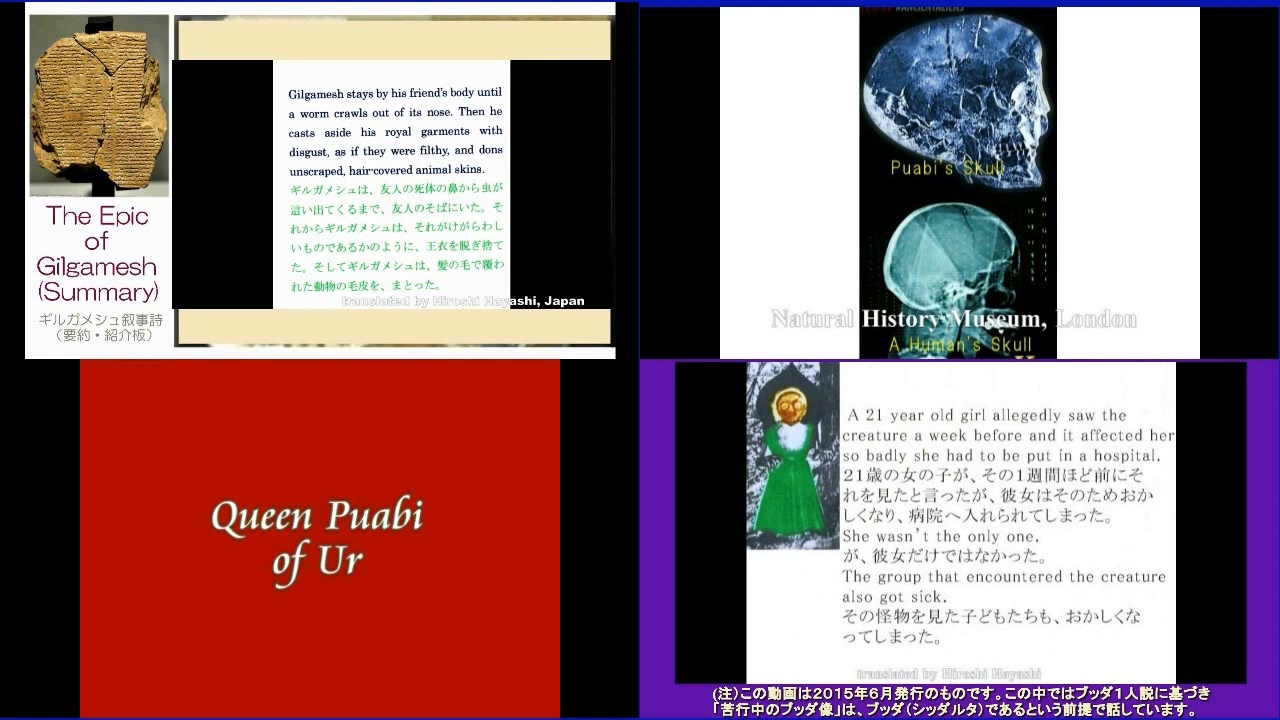 The Epic
of
Gilgamesh
(Summary)
ギルガメシュ叙事詩
(要約・紹介板)
Gilgamesh stays by his friend's body until
a worm crawls out of its nose. Then he
casts aside his royal garments with
disgust, as if they were filthy, and dons
unscraped, hair-covered animal skins.
ギルガメシュは、友人の死体の鼻から虫が
這い出てくるまで、友人のそばにいた。そ
れからギルガメシュは、それがけがらわし
いものであるかのように、王衣を脱ぎ捨て
た。そしてギルガメシュは、髪の毛で覆わ
れた動物の毛皮を、まとった。
translated by Hiroshi Hayashi, Japan
Puabi's Skull
Natural History Museum, London
A Human's Skull
Queen Puabi
of Ur
A 21 year old girl allegedly saw the
creature a week before and it affected her
so badly she had to be put in a hospital.
21歳の女の子が、その1週間ほど前にそ
れを見たと言ったが、彼女はそのためおか
しくなり、病院へ入れられてしまった。
She wasn't the only one.
が、彼女だけではなかった。
The group that encountered the creature
also got sick.
その怪物を見た子どもたちも、おかしくな
ってしまった。
translated by Hiroshi Hayashi
(注)この動画は2015年6月発行のものです。この中ではブッダ1人説に基づき
「苦行中のブッダ像」は、ブッダ(シッダルタ)であるという前提で話しています。